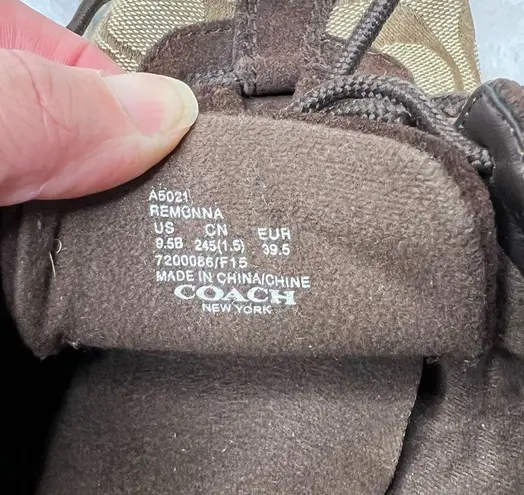 A5021
REMONNA
US CN EUR
9.5B 245(1.5) 39.5
7200086/F15
MADE IN CHINA/CHINE
COACH
NEW YORK